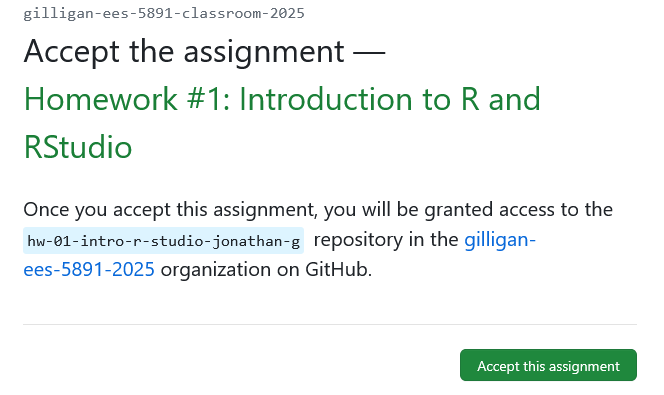 gilligan-ees-5891-classroom-2025
Accept the assignment —
Homework #1: Introduction to R and
RStudio
Once you accept this assignment, you will be granted access to the
hw-01-intro-r-studio-jonathan-g repository in the gilligan-
ees-5891-2025 organization on GitHub.
Accept this assignment